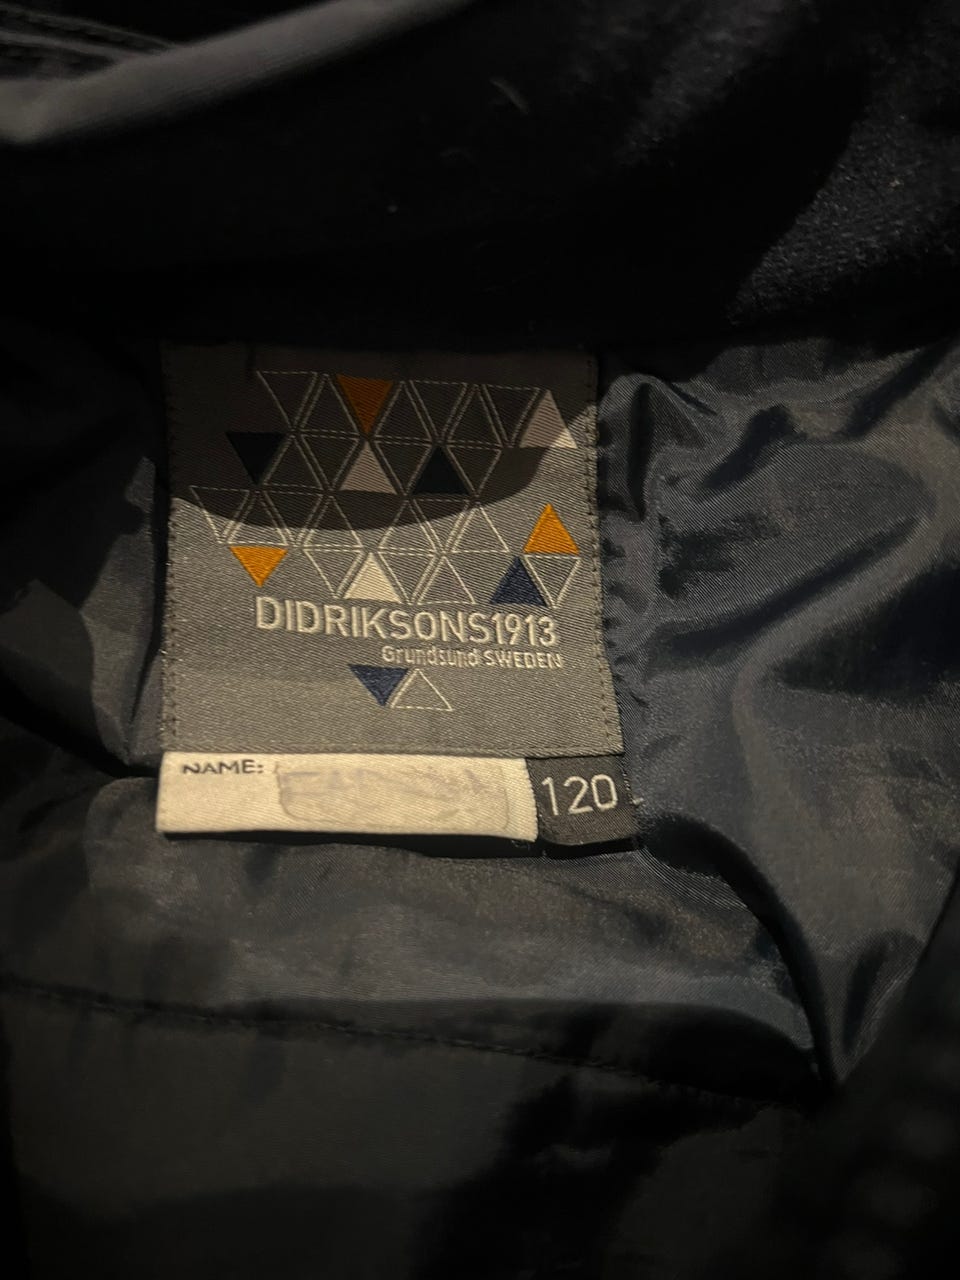 DIDRIKSONS1913
Grundsund SWEDEN
NAME:
120